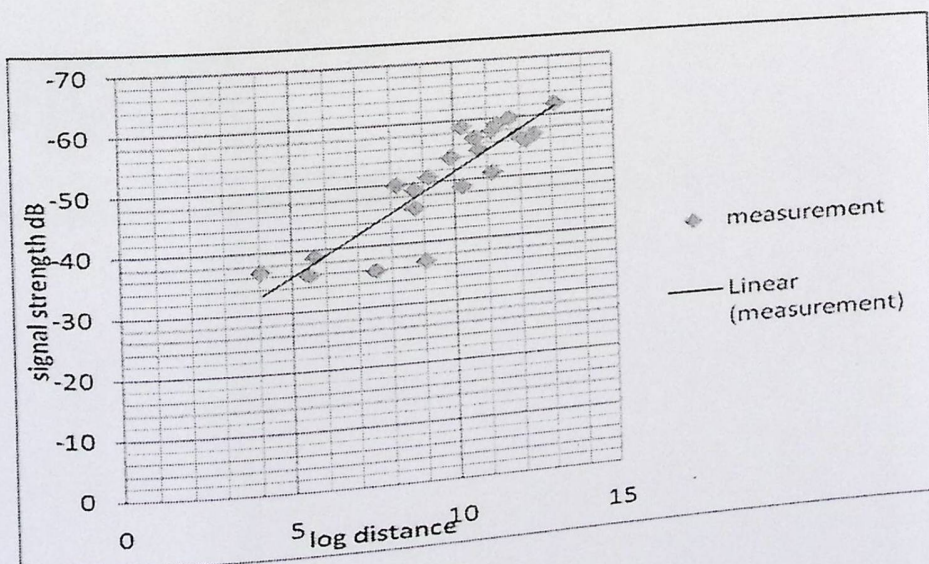 -70
-60
-50
-40
-30
-20
-10
0
signal strength dB
0
5
10
15
log distance
measurement
Linear
(measurement)